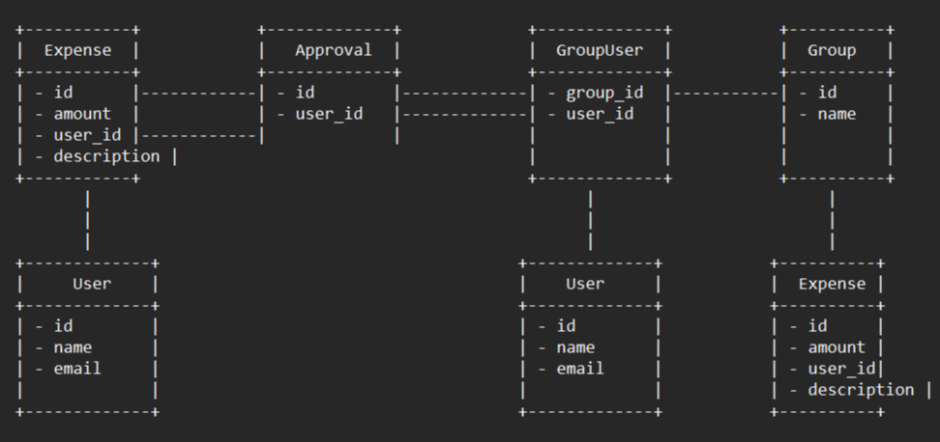 Expense Approval GroupUser Group
- id - id - group_id - id
- amount - user_id - user_id - name
- user_id
- description
User User Expense
- id - id - id
- name - name - amount
- email - email - user_id
- description